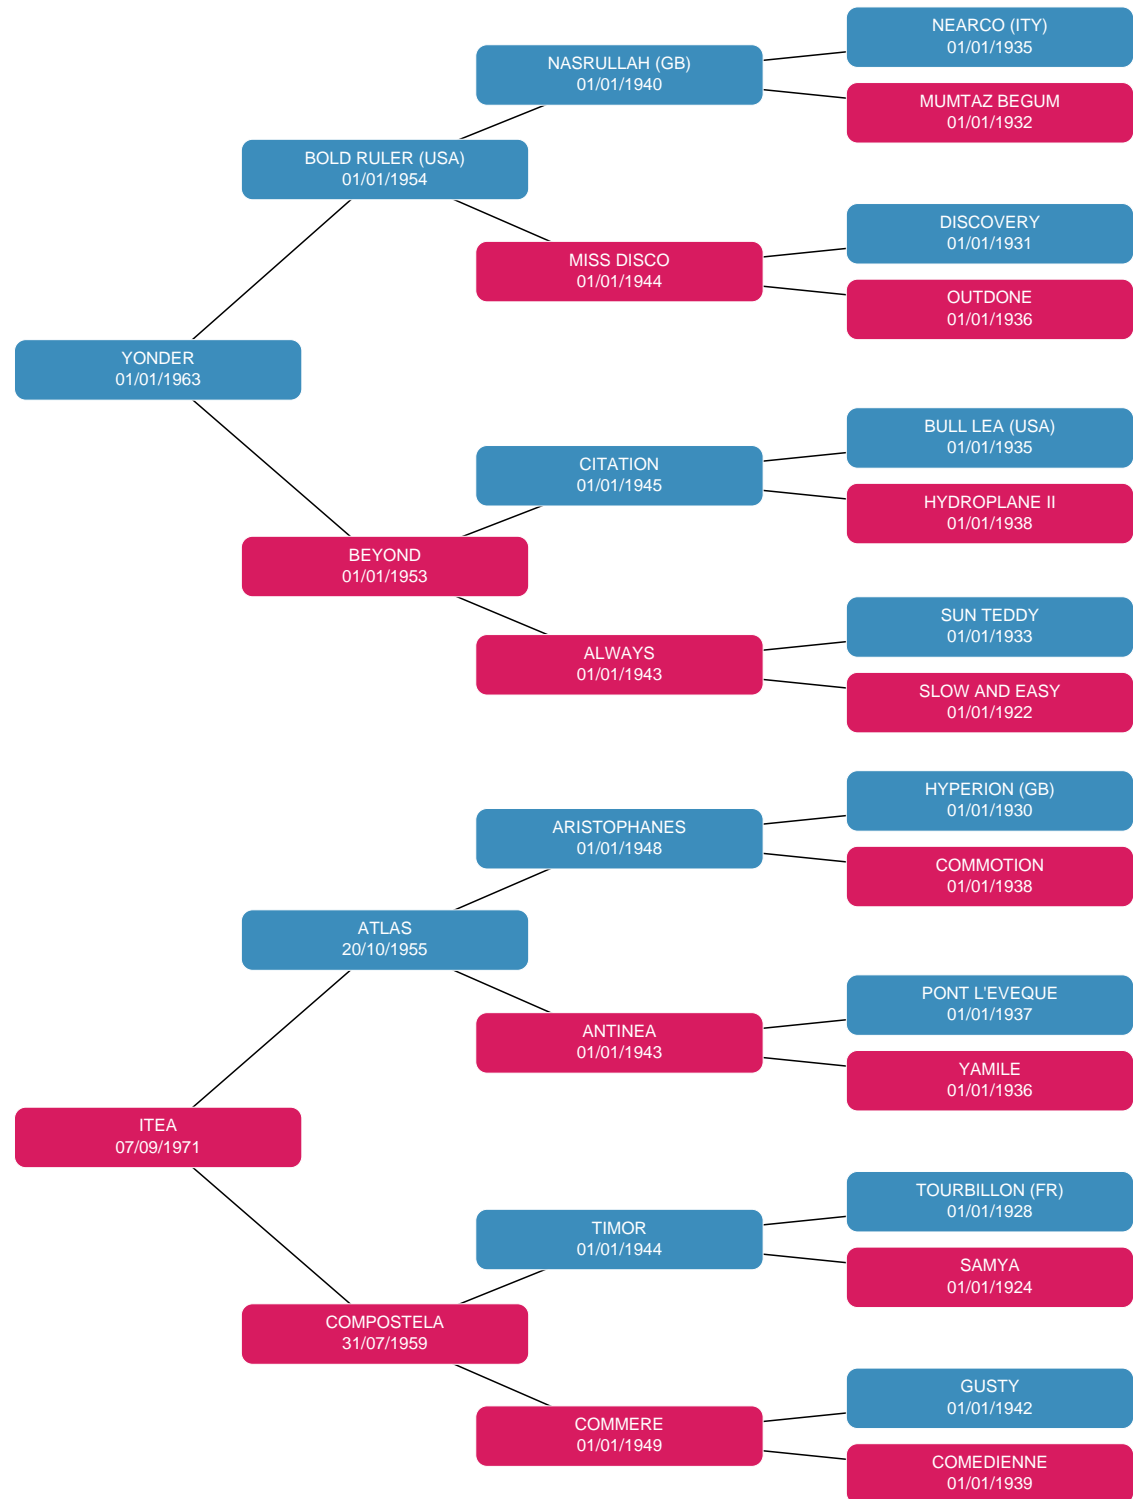 NEARCO (ITY)
01/01/1935
NASRULLAH (GB)
01/01/1940
MUMTAZ BEGUM
01/01/1932
BOLD RULER (USA)
01/01/1954
DISCOVERY
01/01/1931
MISS DISCO
01/01/1944
OUTDONE
01/01/1936
YONDER
01/01/1963
BULL LEA (USA)
01/01/1935
CITATION
01/01/1945
HYDROPLANE II
01/01/1938
BEYOND
01/01/1953
SUN TEDDY
01/01/1933
ALWAYS
01/01/1943
SLOW AND EASY
01/01/1922
HYPERION (GB)
01/01/1930
ARISTOPHANES
01/01/1948
COMMOTION
01/01/1938
ATLAS
20/10/1955
PONT L'EVEQUE
01/01/1937
ANTINEA
01/01/1943
YAMILE
01/01/1936
ITEA
07/09/1971
TOURBILLON (FR)
01/01/1928
TIMOR
01/01/1944
SAMYA
01/01/1924
COMPOSTELA
31/07/1959
GUSTY
01/01/1942
COMMERE
01/01/1949
COMEDIENNE
01/01/1939